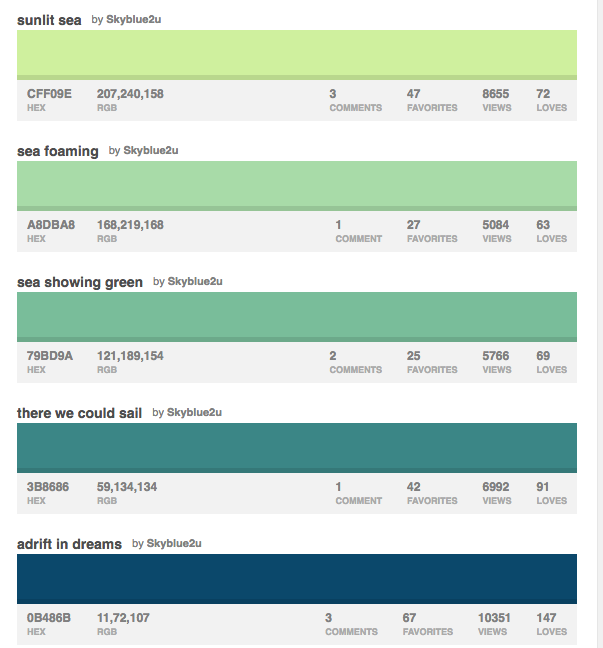 sunlit sea by Skyblue2u
CFF09E 207,240,158 3 47 8655 72
HEX RGB COMMENTS FAVORITES VIEWS LOVES
sea foaming by Skyblue2u
A8DBA8 168,219,168 1 27 5084 63
HEX RGB COMMENT FAVORITES VIEWS LOVES
sea showing green by Skyblue2u
79BD9A 121,189,154 2 25 5766 69
HEX RGB COMMENTS FAVORITES VIEWS LOVES
there we could sail by Skyblue2u
3B8686 59,134,134 1 42 6992 91
HEX RGB COMMENT FAVORITES VIEWS LOVES
adrift in dreams by Skyblue2u
0B486B 11,72,107 3 67 10351 147
HEX RGB COMMENTS FAVORITES VIEWS LOVES